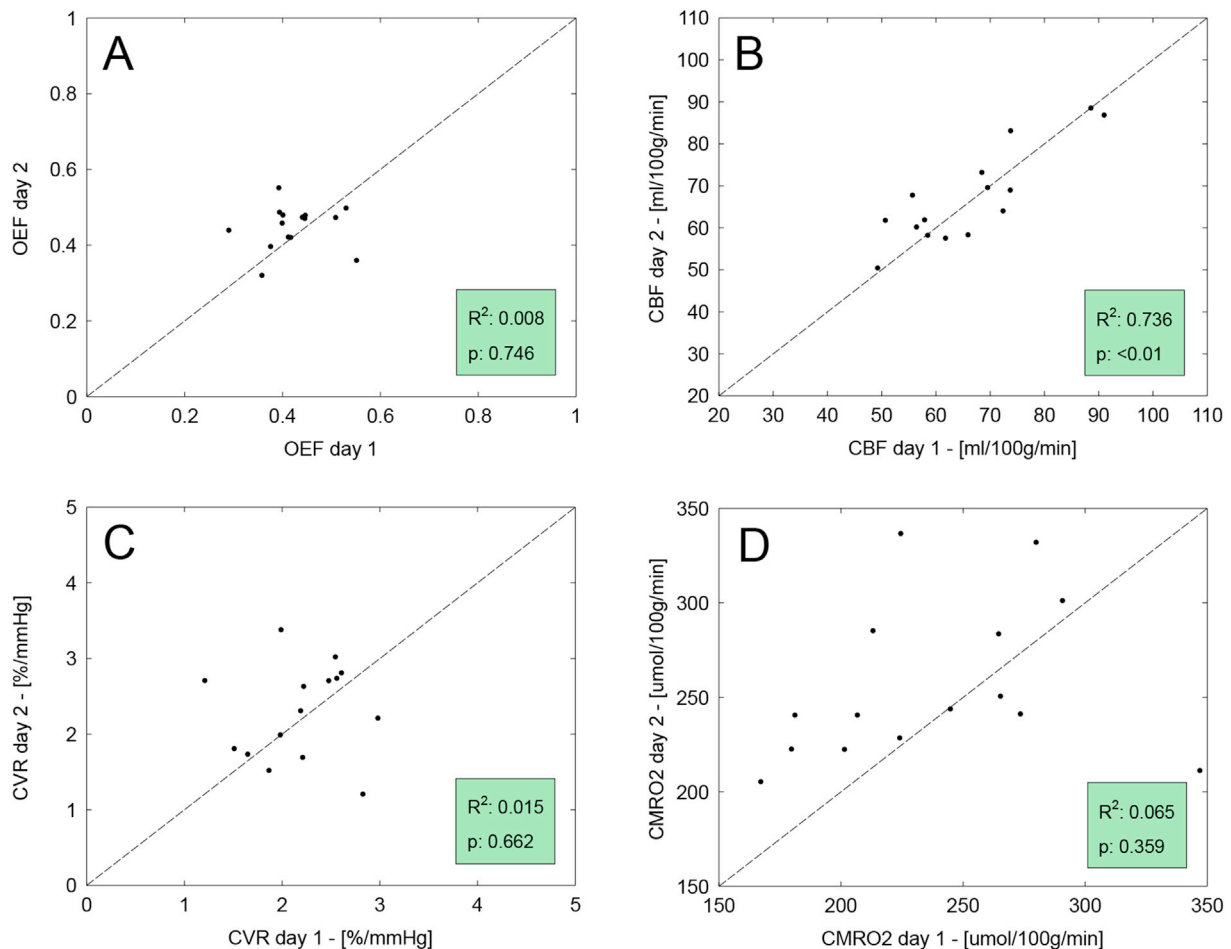 A
1
0.8
0.6
0.4
0.2
0
OEF day 2
0 0.2 0.4 0.6 0.8 1
OEF day 1
R²: 0.008
p: 0.746
B
110
100
90
80
70
60
50
40
30
20
CBF day 2 - [ml/100g/min]
20 30 40 50 60 70 80 90 100 110
CBF day 1 - [ml/100g/min]
R²: 0.736
p: <0.01
C
5
4
3
2
1
0
CVR day 2 - [%/mmHg]
0 1 2 3 4 5
CVR day 1 - [%/mmHg]
R²: 0.015
p: 0.662
D
350
300
250
200
150
CMRO2 day 2 - [umol/100g/min]
150 200 250 300 350
CMRO2 day 1 - [umol/100g/min]
R²: 0.065
p: 0.359